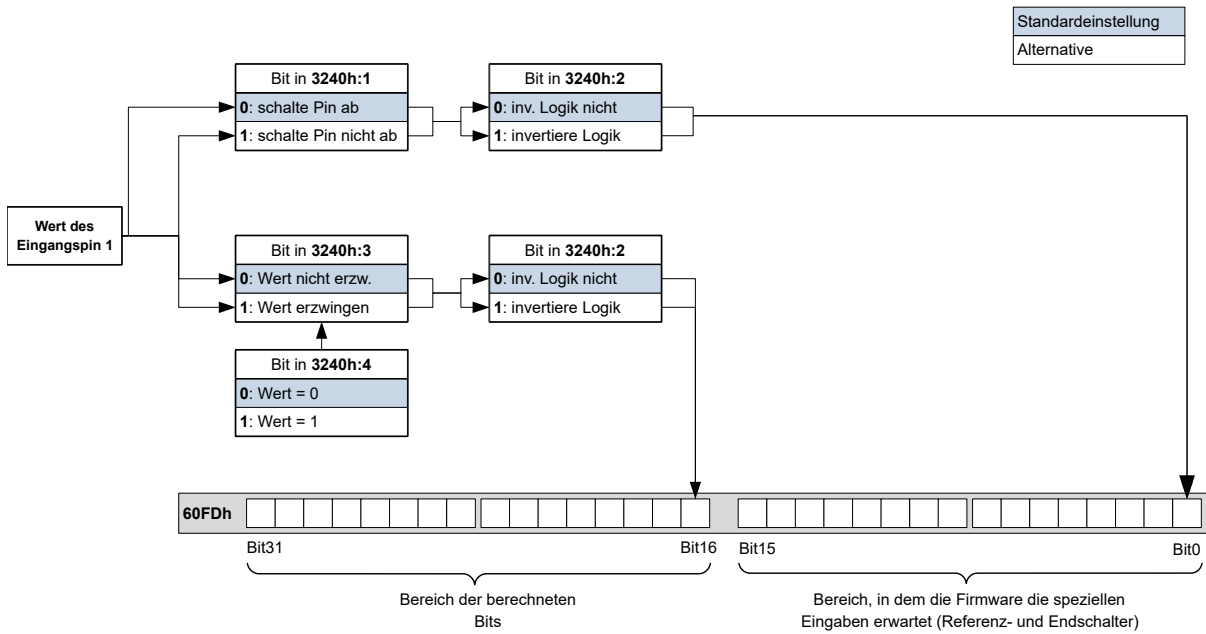 Standardeinstellung
Alternative
Bit in 3240h:1
0: schalte Pin ab
1: schalte Pin nicht ab
Bit in 3240h:2
0: inv. Logik nicht
1: invertiere Logik
Wert des
Eingangspin 1
Bit in 3240h:3
0: Wert nicht erzw.
1: Wert erzwingen
Bit in 3240h:2
0: inv. Logik nicht
1: invertiere Logik
Bit in 3240h:4
0: Wert = 0
1: Wert = 1
60FDh
Bit31
Bit16
Bit15
Bit0
Bereich der berechneten
Bits
Bereich, in dem die Firmware die speziellen
Eingaben erwartet (Referenz- und Endschalter)